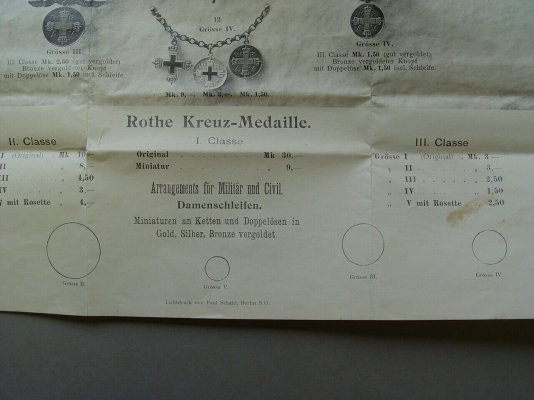 12
Grösse IV.
Grösse III.
III Classe Mk. 2,50 (gut vergoldet)
Bronze vergoldeter Knopf
mit Doppelöse Mk. 1,50 incl. Schleife.
Mk. 9,—, Mk. 3,—, Mk. 1,50.
Grösse IV.
III. Classe Mk. 1,50 (gut vergoldet)
Bronze vergoldeter Knopf
mit Doppelöse Mk. 1,50 incl. Schleife.
Rothe Kreuz-Medaille.
II. Classe
I (Original) Mk 10—
II „ 8,
III „ 4,50
IV „ 3,—
V mit Rosette „ 4,—
Grösse II.
I. Classe
Original Mk 30,—
Miniatur „ 9,—
Arrangements für Militär und Civil.
Damenschleifen.
Miniaturen an Ketten und Doppelösen in
Gold, Silber, Bronze vergoldet.
Grösse V.
Lichtdruck von Paul Schahl, Berlin S.O.
III. Classe
Grösse I (Original) Mk. 3—
„ II „ 3,—
„ III „ 2,50
„ IV „ 1,50
„ V mit Rosette „ 2,50
Grösse III.
Grösse IV.